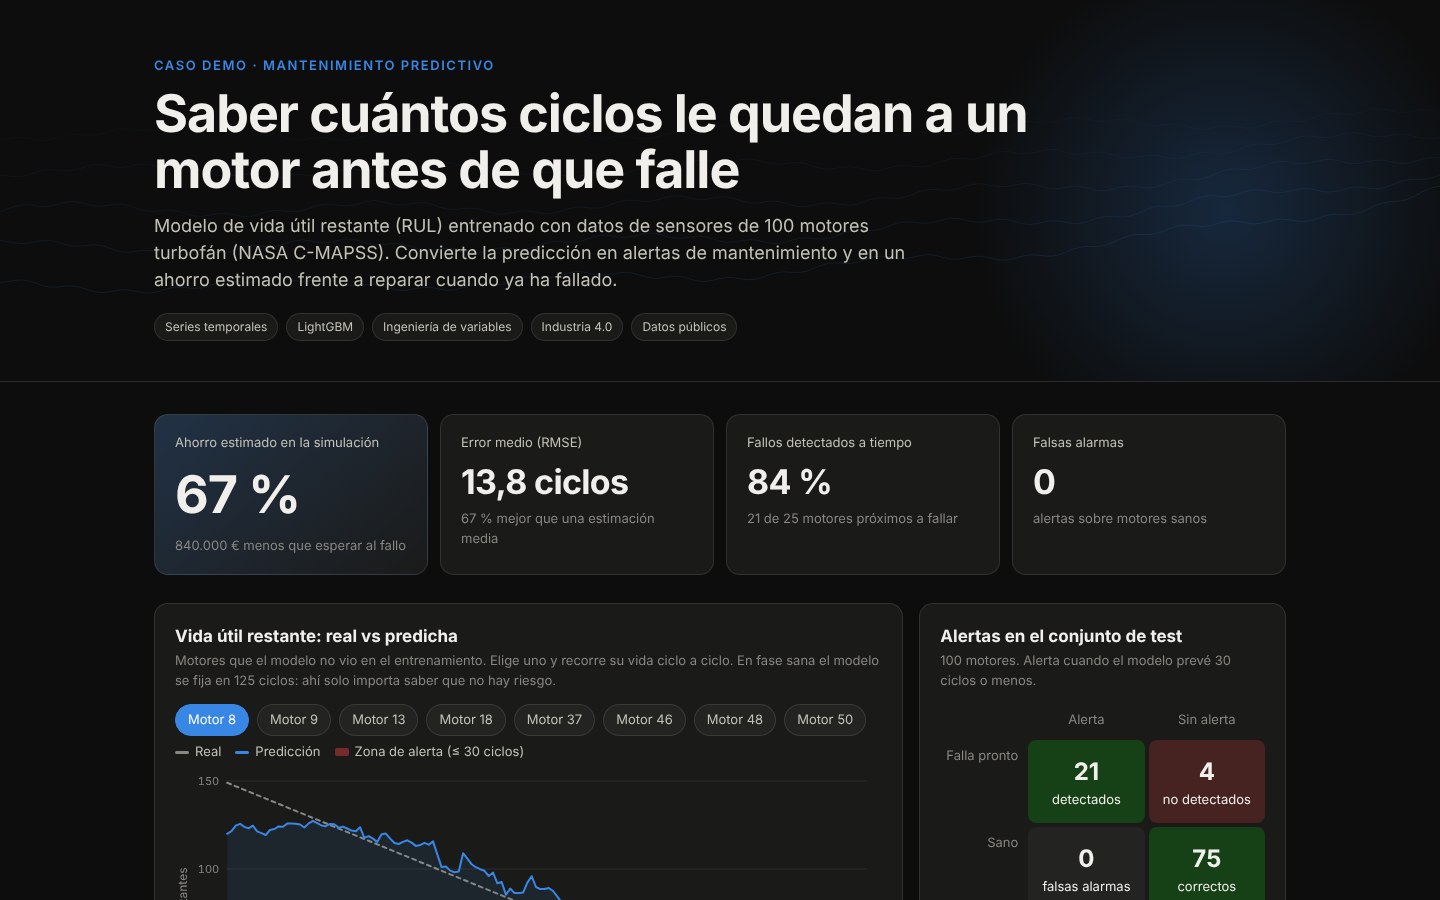 CASO DEMO · MANTENIMIENTO PREDICTIVO
Saber cuántos ciclos le quedan a un
motor antes de que falle
Modelo de vida útil restante (RUL) entrenado con datos de sensores de 100 motores
turbofán (NASA C-MAPSS). Convierte la predicción en alertas de mantenimiento y en un
ahorro estimado frente a reparar cuando ya ha fallado.
Series temporales
LightGBM
Ingeniería de variables
Industria 4.0
Datos públicos
Ahorro estimado en la simulación
67 %
840.000 € menos que esperar al fallo
Error medio (RMSE)
13,8 ciclos
67 % mejor que una estimación
media
Fallos detectados a tiempo
84 %
21 de 25 motores próximos a fallar
Falsas alarmas
0
alertas sobre motores sanos
Vida útil restante: real vs predicha
Motores que el modelo no vio en el entrenamiento. Elige uno y recorre su vida ciclo a ciclo. En fase sana el modelo
se fija en 125 ciclos: ahí solo importa saber que no hay riesgo.
Motor 8
Motor 9
Motor 13
Motor 18
Motor 37
Motor 46
Motor 48
Motor 50
Real
Predicción
Zona de alerta (≤ 30 ciclos)
150
100
Alertas en el conjunto de test
100 motores. Alerta cuando el modelo prevé 30
ciclos o menos.
Alerta
Sin alerta
Falla pronto
21
detectados
4
no detectados
Sano
0
falsas alarmas
75
correctos